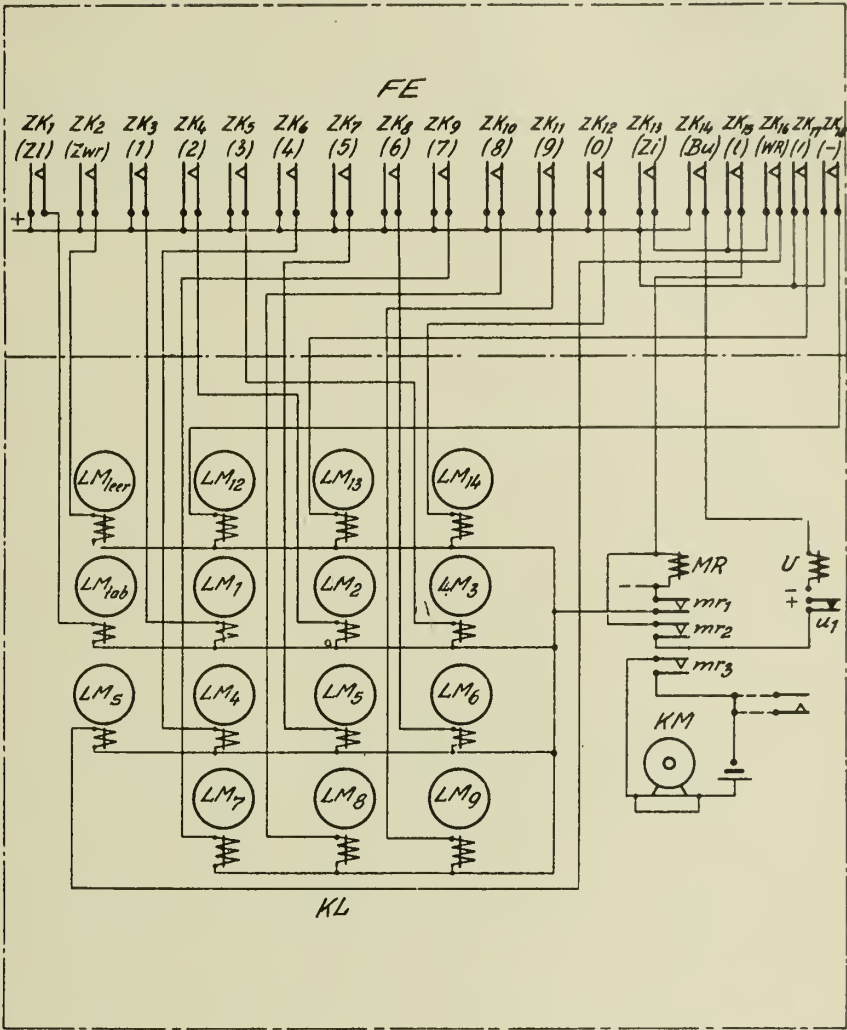 FE
ZK1 ZK2 ZK3 ZK4 ZK5 ZK6 ZK7 ZK8 ZK9 ZK10 ZK11 ZK12 ZK13 ZK14 ZK15 ZK16 ZK17 ZK18
(Zl) (Zwr) (1) (2) (3) (4) (5) (6) (7) (8) (9) (0) (Zi) (Bu) (l) (WR) (/) (-)
+
LMleer LM12 LM13 LM14
MR U
LMtab LM1 LM2 LM3
mr1 - +
mr2 u1
mr3
LMS LM4 LM5 LM6
KM
LM7 LM8 LM9
KL